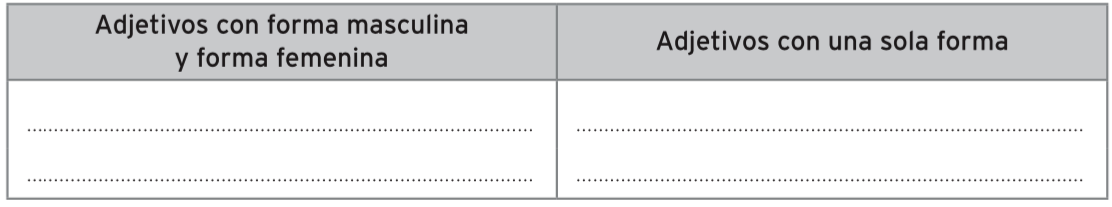 Adjetivos con forma masculina
y forma femenina
Adjetivos con una sola forma